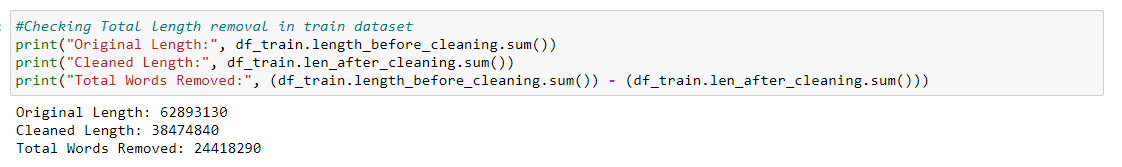 #Checking Total Length removal in train dataset
print("Original Length:", df_train.length_before_cleaning.sum())
print("Cleaned Length:", df_train.len_after_cleaning.sum())
print("Total Words Removed:", (df_train.length_before_cleaning.sum()) - (df_train.len_after_cleaning.sum()))
Original Length: 62893130
Cleaned Length: 38474840
Total Words Removed: 24418290